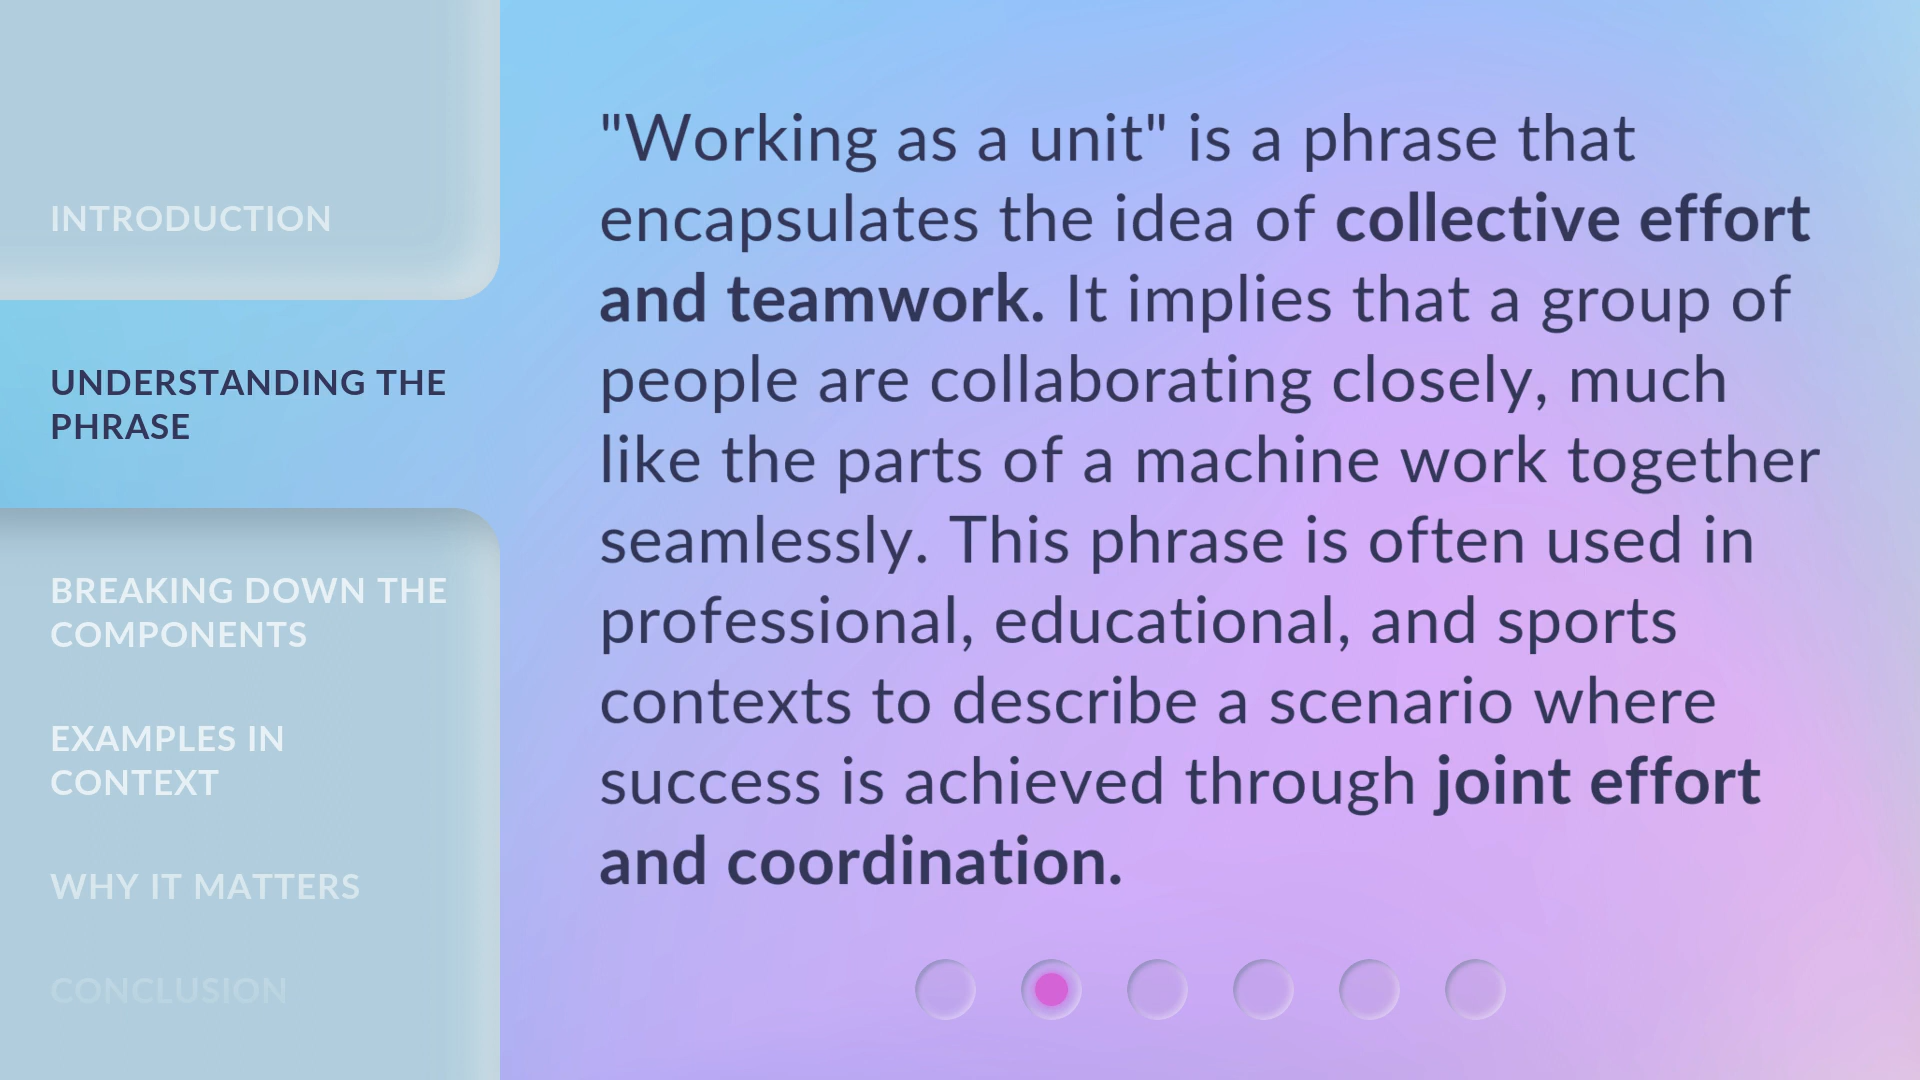 INTRODUCTION
UNDERSTANDING THE
PHRASE
BREAKING DOWN THE
COMPONENTS
EXAMPLES IN
CONTEXT
WHY IT MATTERS
CONCLUSION
"Working as a unit" is a phrase that
encapsulates the idea of collective effort
and teamwork. It implies that a group of
people are collaborating closely, much
like the parts of a machine work together
seamlessly. This phrase is often used in
professional, educational, and sports
contexts to describe a scenario where
success is achieved through joint effort
and coordination.